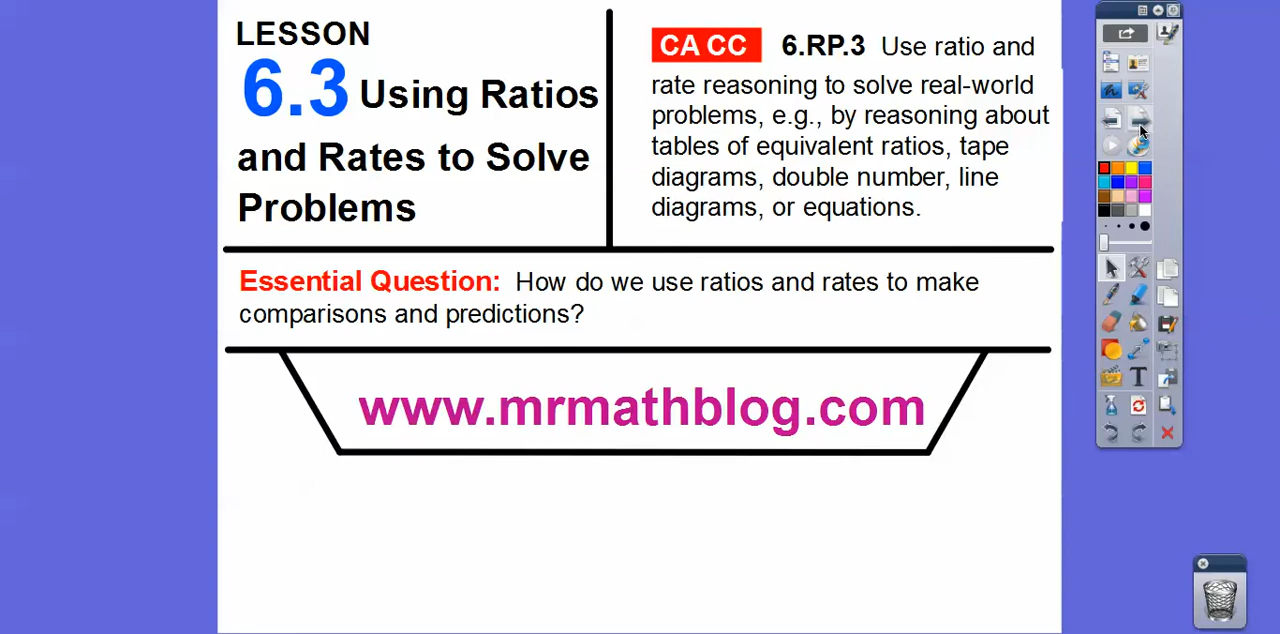 LESSON
6.3 Using Ratios
and Rates to Solve
Problems
CA CC 6.RP.3 Use ratio and
rate reasoning to solve real-world
problems, e.g., by reasoning about
tables of equivalent ratios, tape
diagrams, double number, line
diagrams, or equations.
Essential Question: How do we use ratios and rates to make
comparisons and predictions?
www.mrmathblog.com